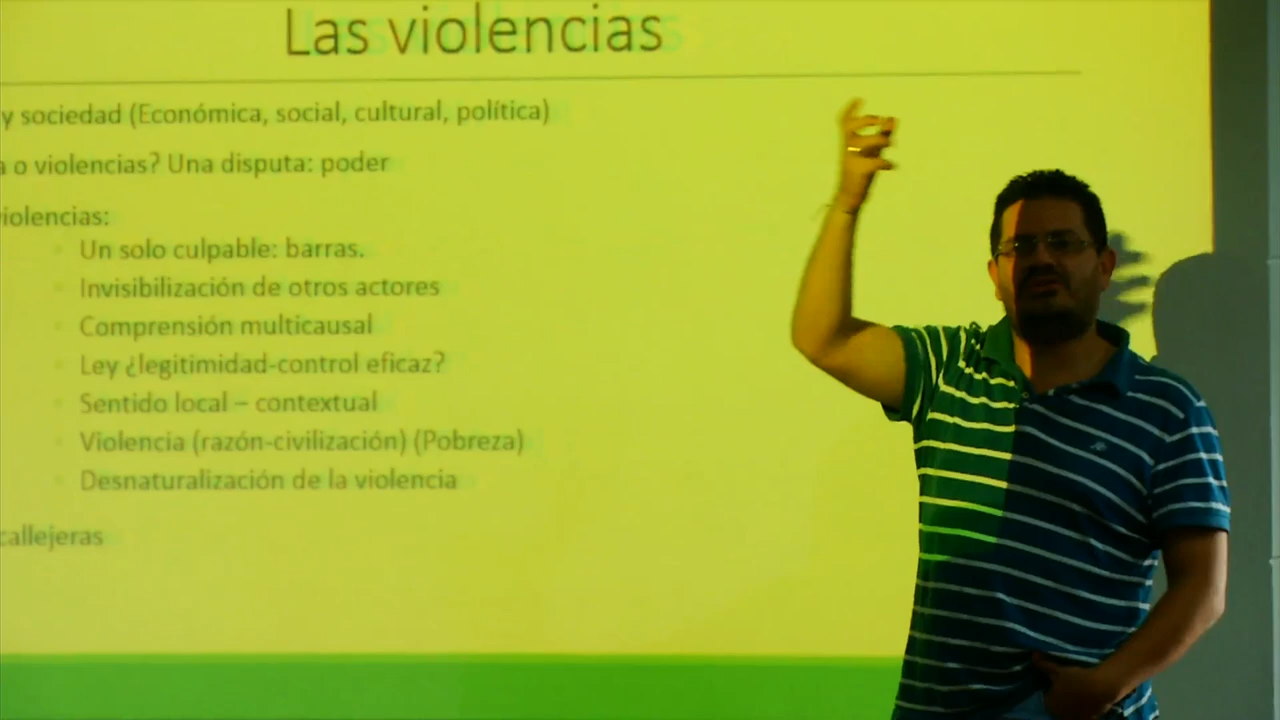 Las violencias
y sociedad (Económica, social, cultural, política)
o violencias? Una disputa: poder
violencias:
Un solo culpable: barras.
Invisibilización de otros actores
Comprensión multicausal
Ley ¿legitimidad-control eficaz?
Sentido local – contextual
Violencia (razón-civilización) (Pobreza)
Desnaturalización de la violencia
callejeras